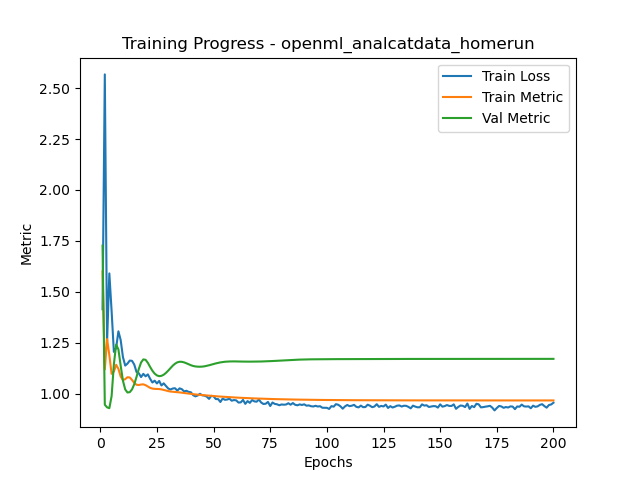 Training Progress - openml_analcatdata_homerun
Train Loss
Train Metric
Val Metric
2.50
2.25
2.00
1.75
1.50
1.25
1.00
Metric
0
25
50
75
100
125
150
175
200
Epochs